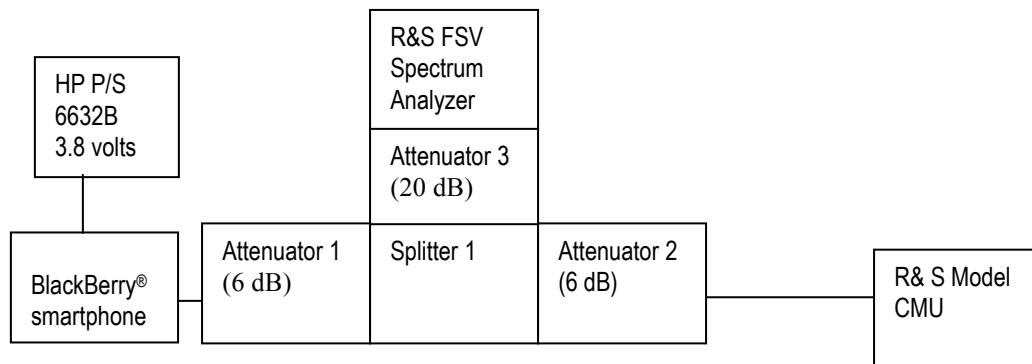 R&S FSV
Spectrum
Analyzer
HP P/S
6632B
3.8 volts
Attenuator 3
(20 dB)
BlackBerry®
smartphone
Attenuator 1
(6 dB)
Splitter 1
Attenuator 2
(6 dB)
R& S Model
CMU